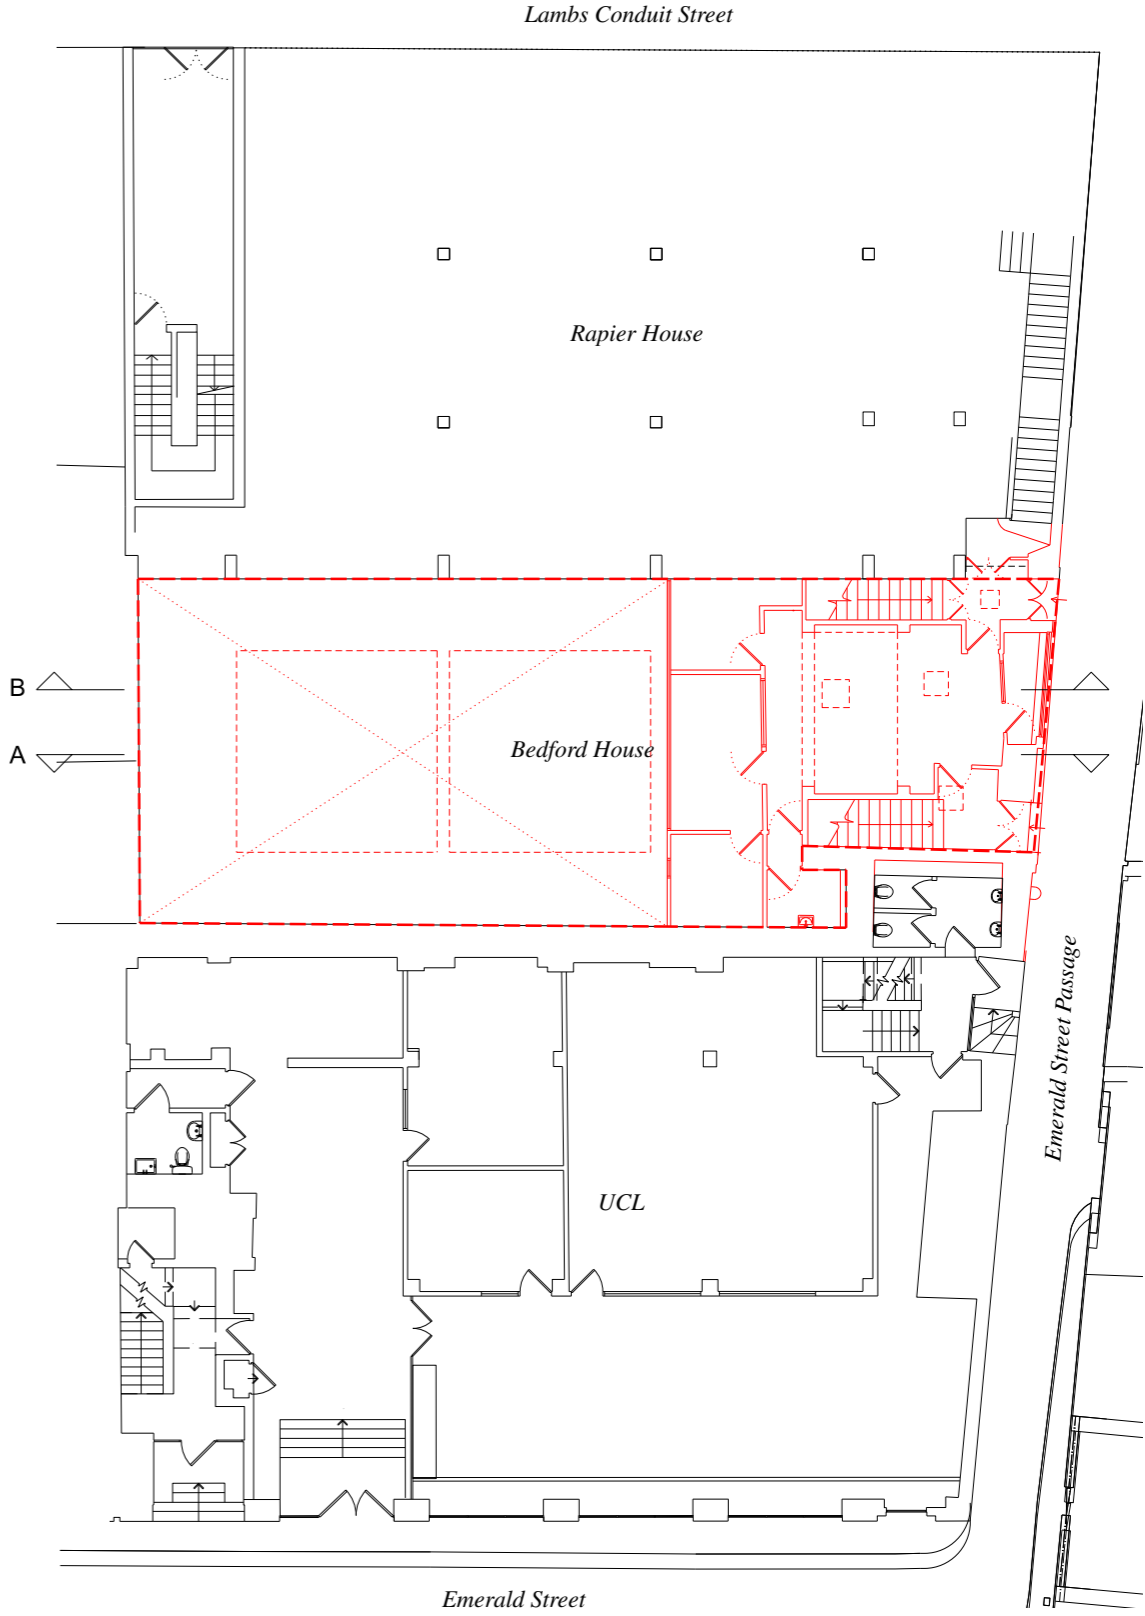 Lambs Conduit Street
Rapier House
B
A
Bedford House
Emerald Street Passage
UCL
Emerald Street